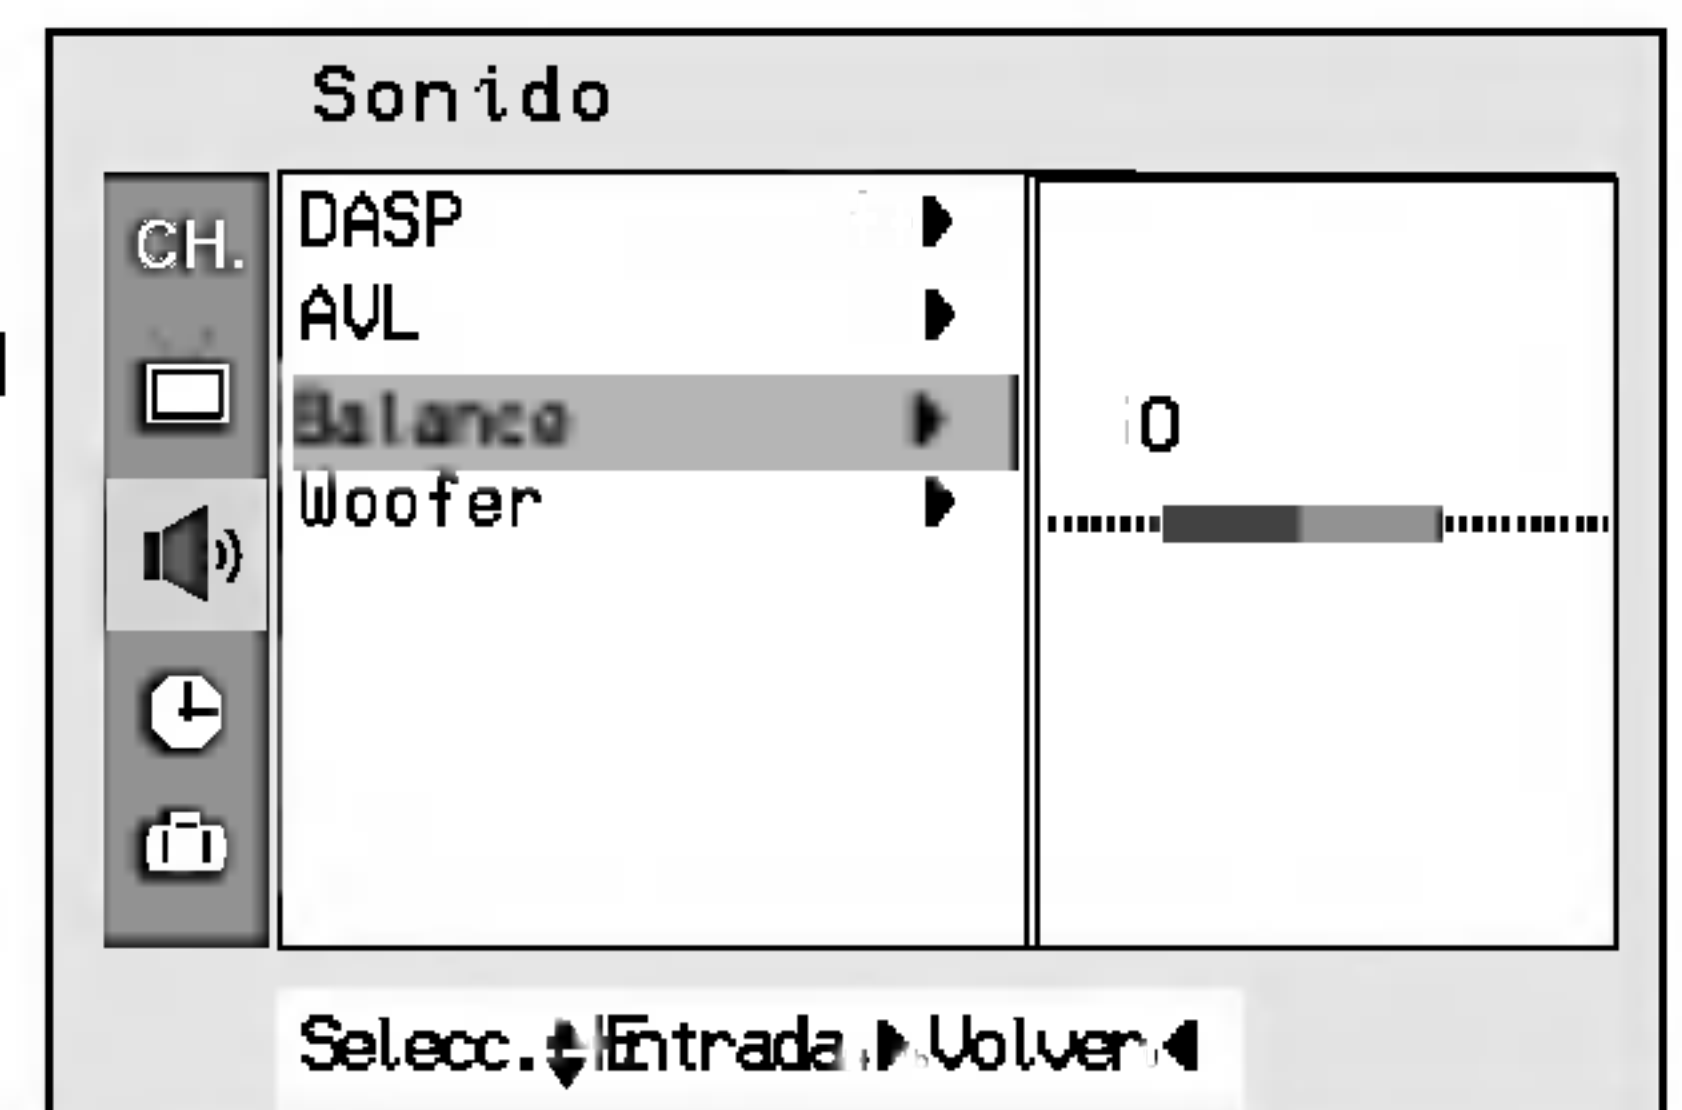 Sonido
CH.
DASP
AVL
Balance
0
Woofer
Selecc. Entrada Volver